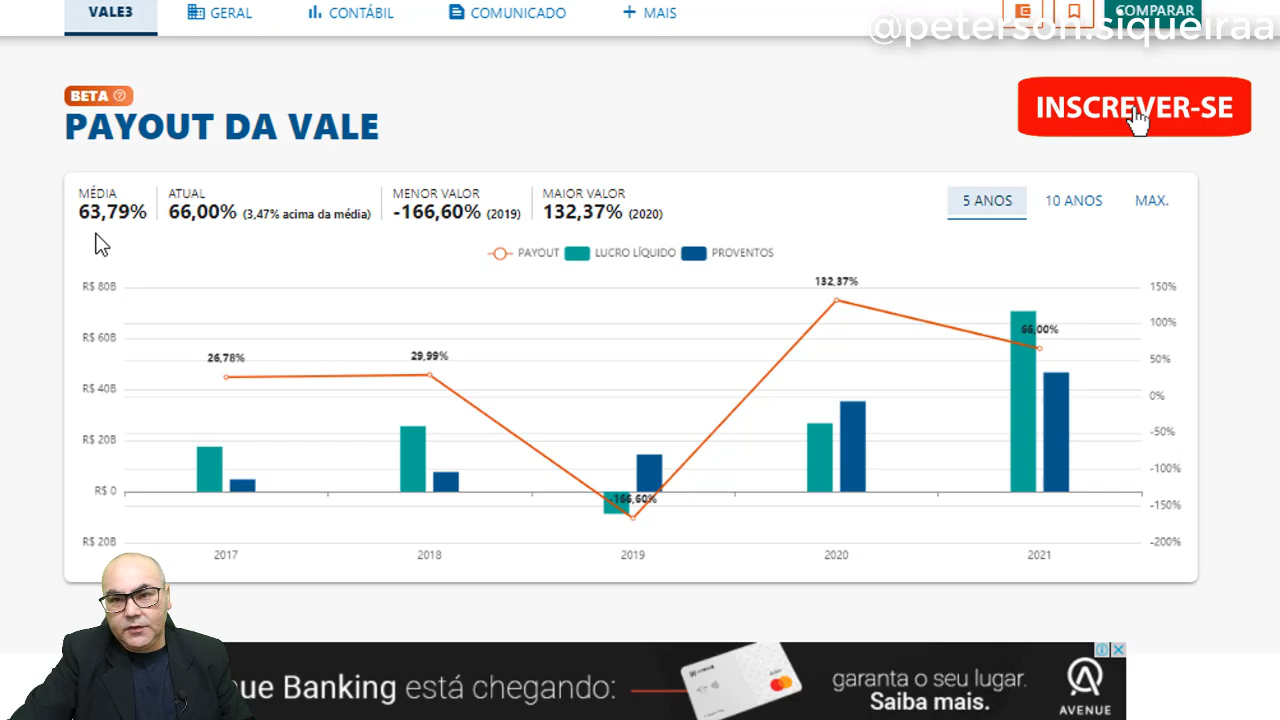 VALE3
GERAL
CONTÁBIL
COMUNICADO
+ MAIS
COMPARAR
@peterson.siqueiraa
BETA
PAYOUT DA VALE
INSCREVER-SE
MÉDIA
63,79%
ATUAL
66,00% (3,47% acima da média)
MENOR VALOR
-166,60% (2019)
MAIOR VALOR
132,37% (2020)
5 ANOS
10 ANOS
MAX.
PAYOUT
LUCRO LÍQUIDO
PROVENTOS
R$ 80B
R$ 60B
R$ 40B
R$ 20B
R$ 0
R$ 20B
26,78%
29,99%
-166,60%
132,37%
66,00%
150%
100%
50%
0%
-50%
-100%
-150%
-200%
2017
2018
2019
2020
2021
ue Banking está chegando:
garanta o seu lugar.
Saiba mais.
AVENUE